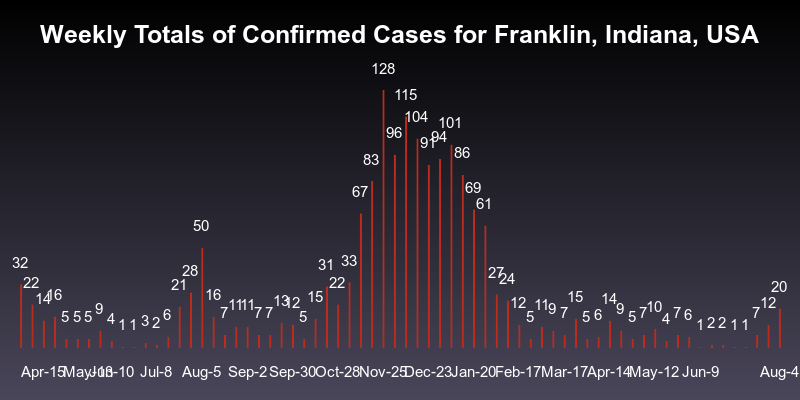 Weekly Totals of Confirmed Cases for Franklin, Indiana, USA
32 22 14 16 5 5 5 9 4 1 1 3 2 6 21 28 50 16 7 11 11 7 7 13 12 5 15 31 22 33 67 83 128 96 115 104 91 94 101 86 69 61 27 24 12 5 11 9 7 15 5 6 14 9 5 7 10 4 7 6 1 2 2 1 1 7 12 20
Apr-15 May-13 Jun-10 Jul-8 Aug-5 Sep-2 Sep-30 Oct-28 Nov-25 Dec-23 Jan-20 Feb-17 Mar-17 Apr-14 May-12 Jun-9 Aug-4